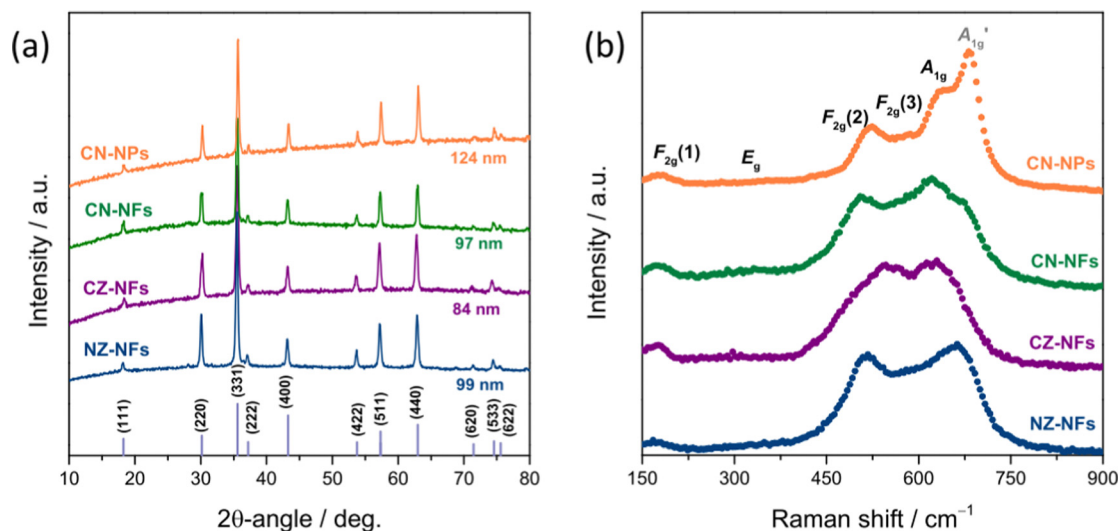 (a)
CN-NPs
124 nm
CN-NFs
97 nm
CZ-NFs
84 nm
NZ-NFs
99 nm
(111)
(220)
(331)
(222)
(400)
(422)
(511)
(440)
(620)
(533)
(622)
10 20 30 40 50 60 70 80
2θ-angle / deg.
Intensity / a.u.
(b)
A1g'
A1g
F2g(3)
F2g(2)
F2g(1)
Eg
CN-NPs
CN-NFs
CZ-NFs
NZ-NFs
150 300 450 600 750 900
Raman shift / cm−1
Intensity / a.u.